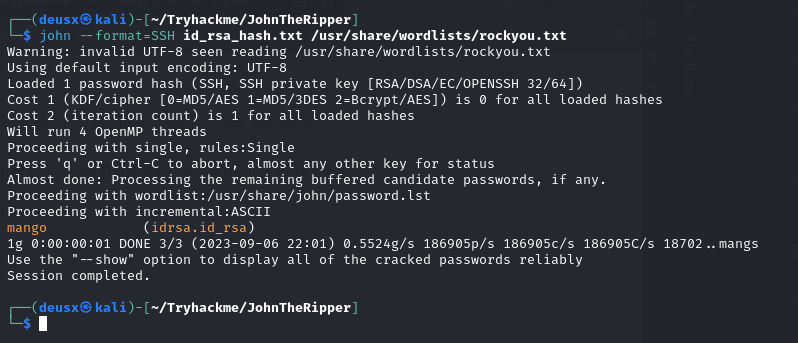 ┌──(deusx㉿kali)-[~/Tryhackme/JohnTheRipper]
└─$ john --format=SSH id_rsa_hash.txt /usr/share/wordlists/rockyou.txt
Warning: invalid UTF-8 seen reading /usr/share/wordlists/rockyou.txt
Using default input encoding: UTF-8
Loaded 1 password hash (SSH, SSH private key [RSA/DSA/EC/OPENSSH 32/64])
Cost 1 (KDF/cipher [0=MD5/AES 1=MD5/3DES 2=Bcrypt/AES]) is 0 for all loaded hashes
Cost 2 (iteration count) is 1 for all loaded hashes
Will run 4 OpenMP threads
Proceeding with single, rules:Single
Press 'q' or Ctrl-C to abort, almost any other key for status
Almost done: Processing the remaining buffered candidate passwords, if any.
Proceeding with wordlist:/usr/share/john/password.lst
Proceeding with incremental:ASCII
mango            (idrsa.id_rsa)
1g 0:00:00:01 DONE 3/3 (2023-09-06 22:01) 0.5524g/s 186905p/s 186905c/s 186905C/s 18702..mangs
Use the "--show" option to display all of the cracked passwords reliably
Session completed.
┌──(deusx㉿kali)-[~/Tryhackme/JohnTheRipper]
└─$